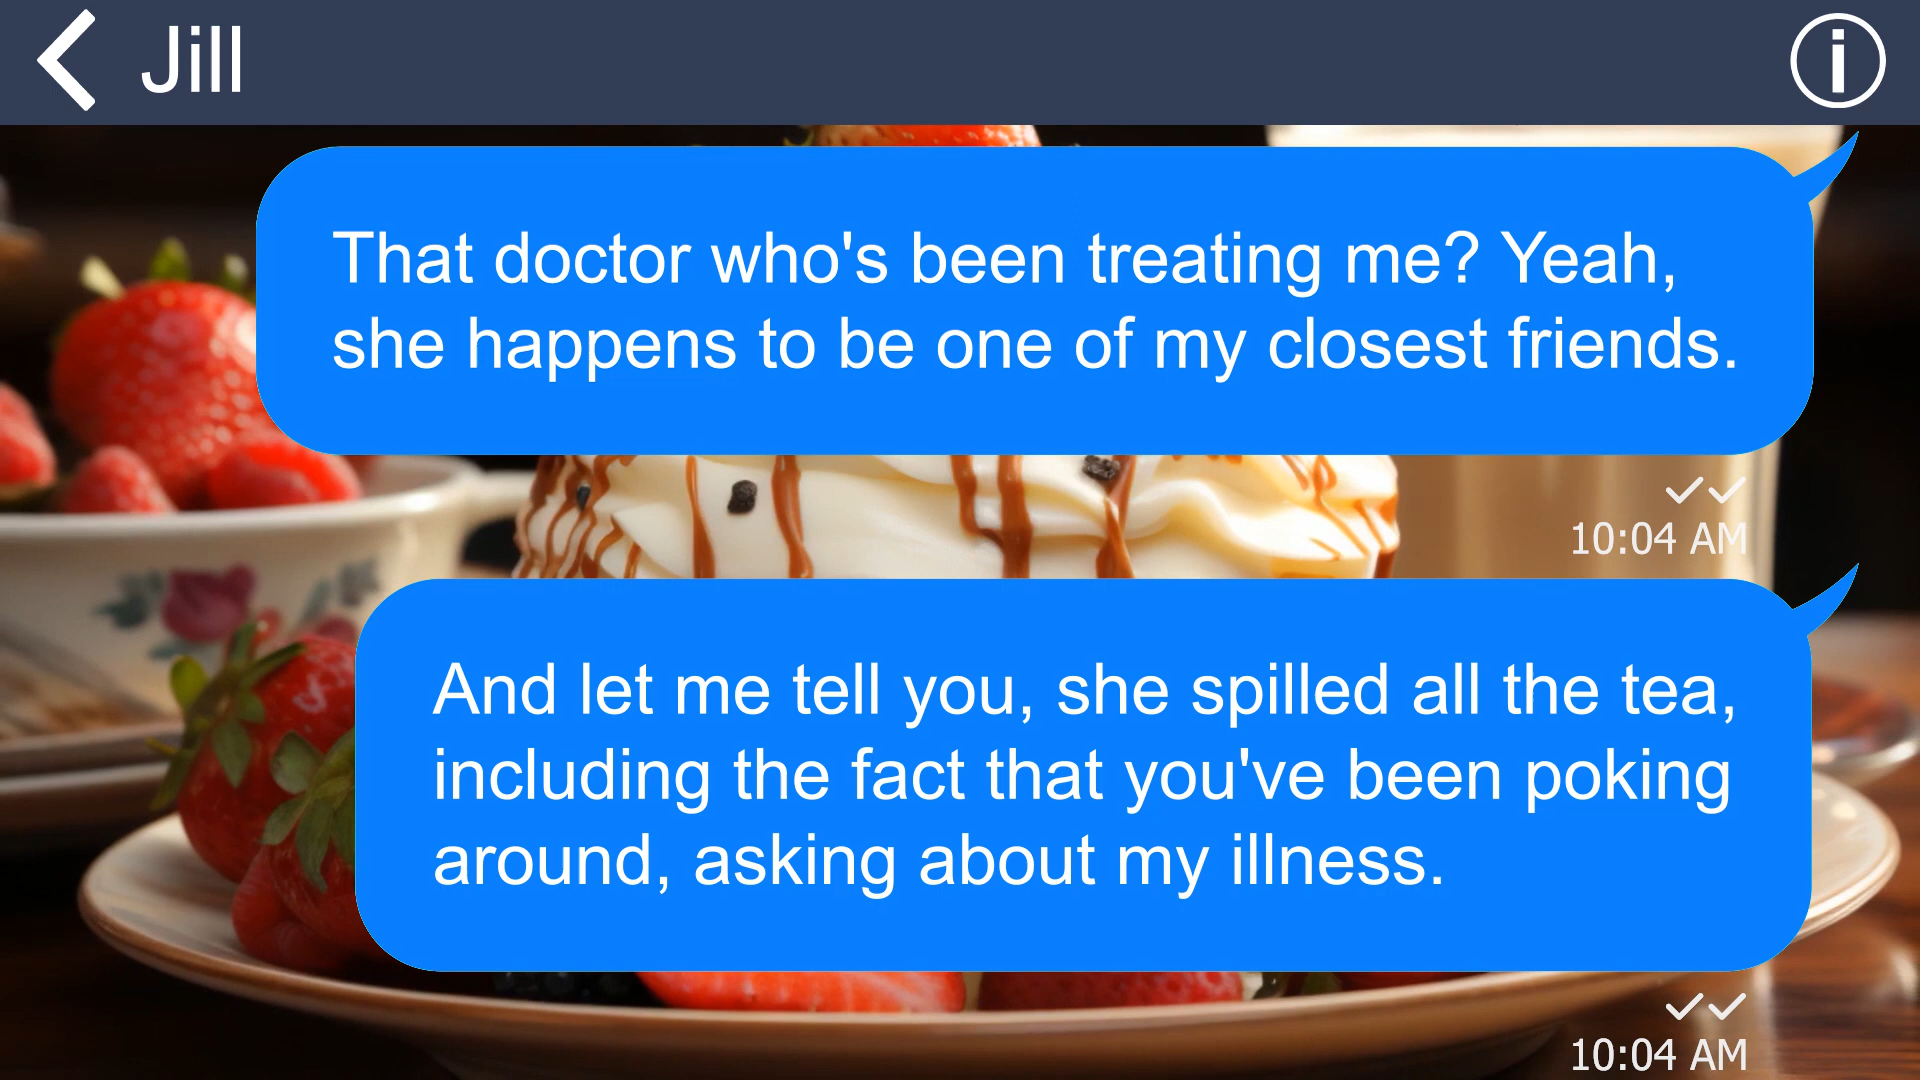 Jill
That doctor who's been treating me? Yeah,
she happens to be one of my closest friends.
10:04 AM
And let me tell you, she spilled all the tea,
including the fact that you've been poking
around, asking about my illness.
10:04 AM